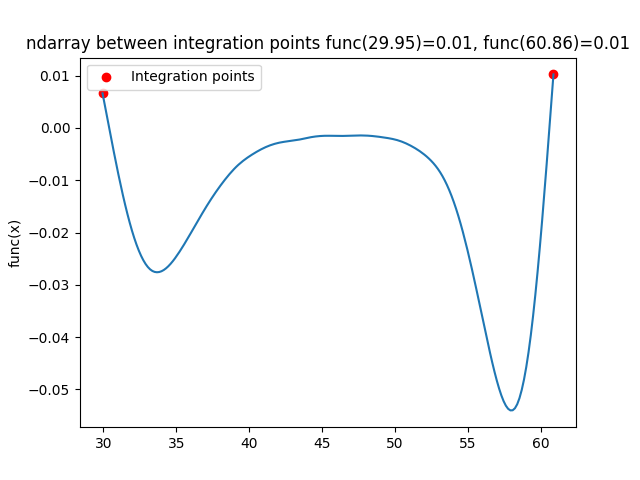 ndarray between integration points func(29.95)=0.01, func(60.86)=0.01
Integration points
func(x)
0.01
0.00
−0.01
−0.02
−0.03
−0.04
−0.05
30 35 40 45 50 55 60